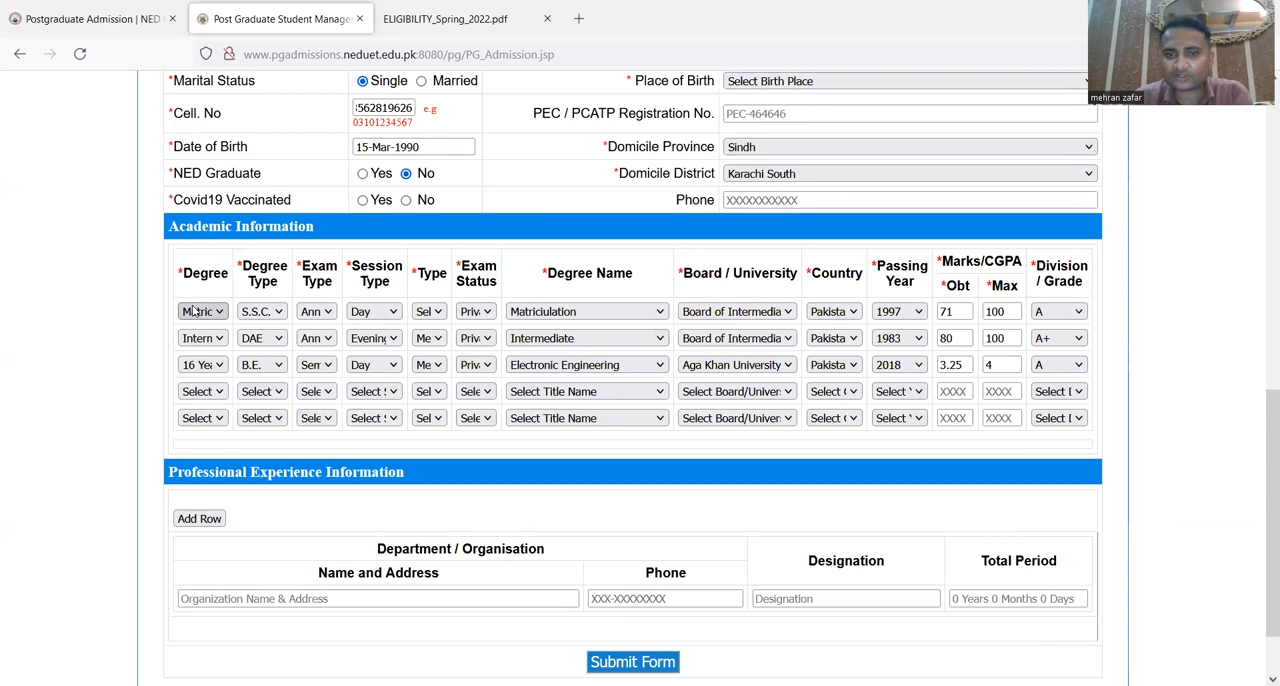 Postgraduate Admission | NED
Post Graduate Student Manage
ELIGIBILITY_Spring_2022.pdf
www.pgadmissions.neduet.edu.pk:8080/pg/PG_Admission.jsp
mehran zafar
*Marital Status Single Married *Place of Birth Select Birth Place
*Cell. No 562819626 e.g 03101234567 PEC / PCATP Registration No. PEC-464646
*Date of Birth 15-Mar-1990 *Domicile Province Sindh
*NED Graduate Yes No *Domicile District Karachi South
*Covid19 Vaccinated Yes No Phone XXXXXXXXXXX
Academic Information
*Degree *Degree Type *Exam Type *Session Type *Type *Exam Status *Degree Name *Board / University *Country *Passing Year *Marks/CGPA *Obt *Max *Division / Grade
Matric S.S.C. Ann Day Sel Priv Matriciulation Board of Intermedia Pakista 1997 71 100 A
Intern DAE Ann Evening Me Priv Intermediate Board of Intermedia Pakista 1983 80 100 A+
16 Yea B.E. Sem Day Me Priv Electronic Engineering Aga Khan University Pakista 2018 3.25 4 A
Select Select Sele Select S Sel Sele Select Title Name Select Board/Univer Select ( Select Y XXXX XXXX Select D
Select Select Sele Select S Sel Sele Select Title Name Select Board/Univer Select ( Select Y XXXX XXXX Select D
Professional Experience Information
Add Row
Department / Organisation Designation Total Period
Name and Address Phone
Organization Name & Address XXX-XXXXXXXX Designation 0 Years 0 Months 0 Days
Submit Form